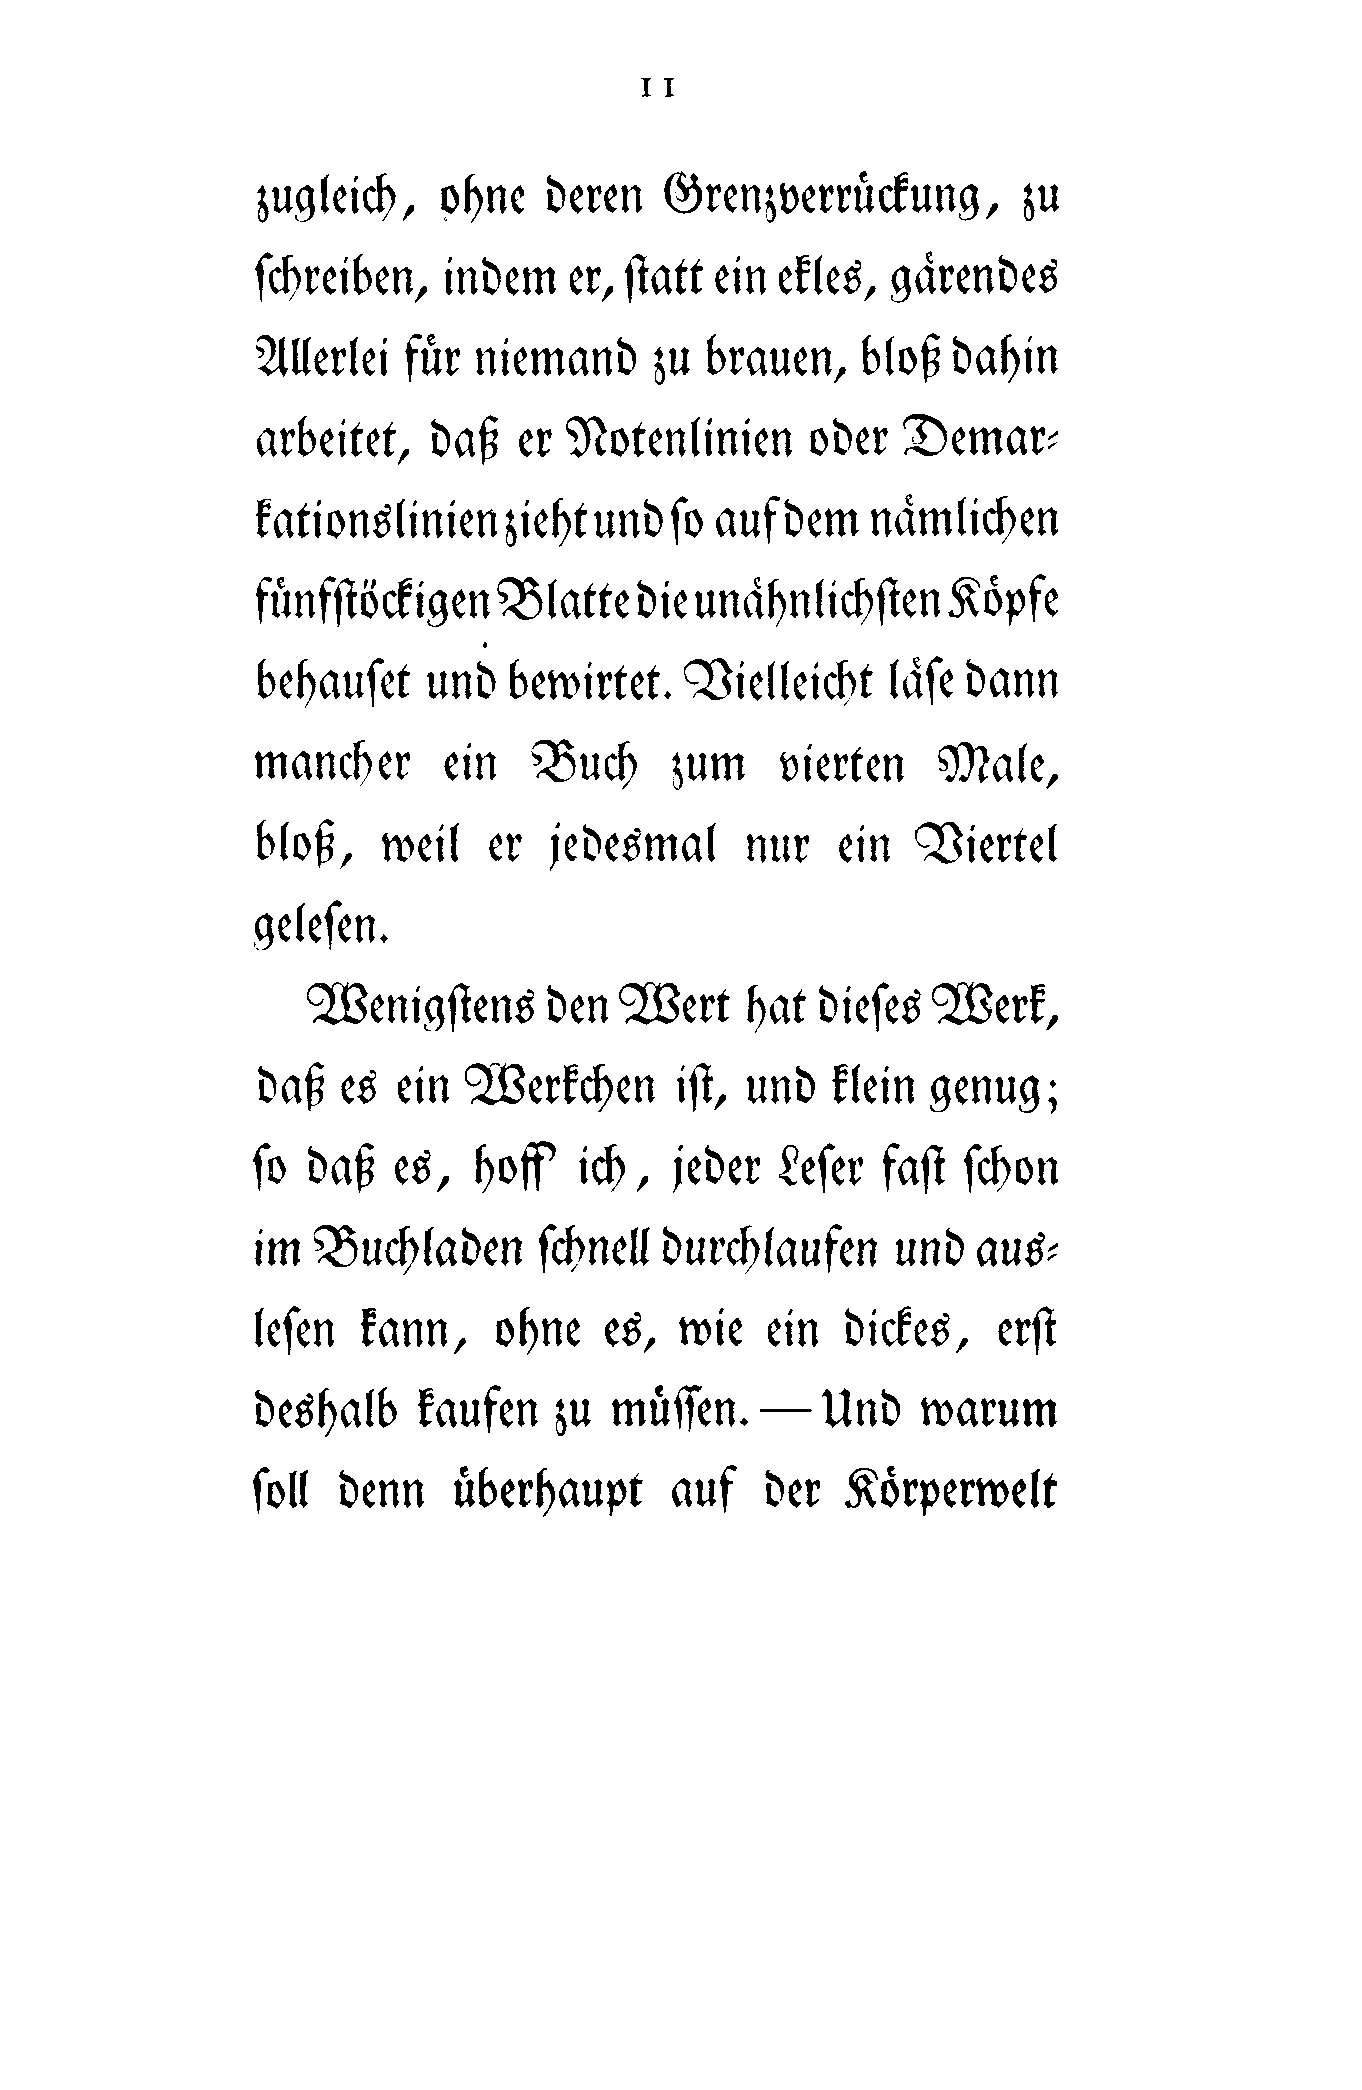 11
zugleich, ohne deren Grenzverrückung, zu
ſchreiben, indem er, ſtatt ein ekles, gärendes
Allerlei für niemand zu brauen, bloß dahin
arbeitet, daß er Notenlinien oder Demar⸗
kationslinien zieht und ſo auf dem nämlichen
fünfſtöckigen Blatte die unähnlichſten Köpfe
behauſet und bewirtet. Vielleicht läſe dann
mancher ein Buch zum vierten Male,
bloß, weil er jedesmal nur ein Viertel
geleſen.
Wenigſtens den Wert hat dieſes Werk,
daß es ein Werkchen iſt, und klein genug;
ſo daß es, hoff ich, jeder Leſer faſt ſchon
im Buchladen ſchnell durchlaufen und aus⸗
leſen kann, ohne es, wie ein dickes, erſt
deshalb kaufen zu müſſen. — Und warum
ſoll denn überhaupt auf der Körperwelt